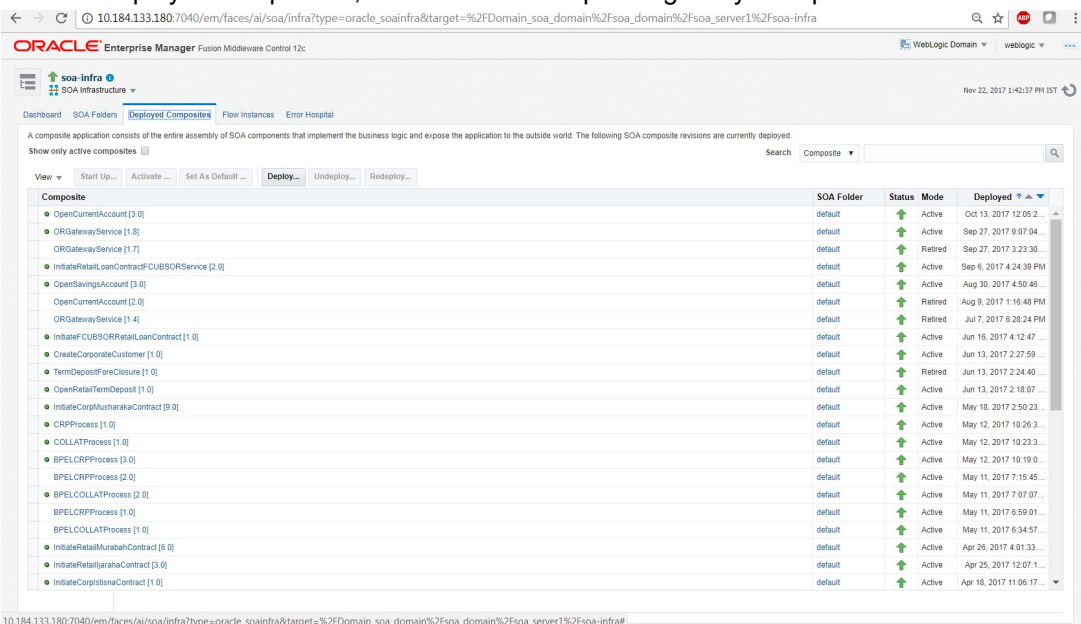 10.184.133.180:7040/em/faces/ai/soa/infra?type=oracle_soainfra&target=%2FDomain_soa_domain%2Fsoa_domain%2Fsoa_server1%2Fsoa-infra
ABP
ORACLE Enterprise Manager Fusion Middleware Control 12c WebLogic Domain weblogic
soa-infra
SOA Infrastructure Nov 22, 2017 1:42:37 PM IST
Dashboard SOA Folders Deployed Composites Flow Instances Error Hospital
A composite application consists of the entire assembly of SOA components that implement the business logic and expose the application to the outside world. The following SOA composite revisions are currently deployed.
Show only active composites Search Composite
View Start Up... Activate ... Set As Default ... Deploy... Undeploy... Redeploy...
Composite SOA Folder Status Mode Deployed ?
OpenCurrentAccount [3.0] default Active Oct 13, 2017 12:05:2...
ORGatewayService [1.8] default Active Sep 27, 2017 9:07:04...
ORGatewayService [1.7] default Retired Sep 27, 2017 3:23:30...
InitiateRetailLoanContractFCUBSORService [2.0] default Active Sep 6, 2017 4:24:39 PM
OpenSavingsAccount [3.0] default Active Aug 30, 2017 4:50:46...
OpenCurrentAccount [2.0] default Retired Aug 9, 2017 1:16:48 PM
ORGatewayService [1.4] default Retired Jul 7, 2017 6:28:24 PM
InitiateFCUBSORRetailLoanContract [1.0] default Active Jun 16, 2017 4:12:47 ...
CreateCorporateCustomer [1.0] default Active Jun 13, 2017 2:27:59 ...
TermDepositForeClosure [1.0] default Retired Jun 13, 2017 2:24:40 ...
OpenRetailTermDeposit [1.0] default Active Jun 13, 2017 2:18:07 ...
InitiateCorpMusharakaContract [9.0] default Active May 18, 2017 2:50:23...
CRPProcess [1.0] default Active May 12, 2017 10:26:3...
COLLATProcess [1.0] default Active May 12, 2017 10:23:3...
BPELCRPProcess [3.0] default Active May 12, 2017 10:19:0...
BPELCRPProcess [2.0] default Active May 11, 2017 7:15:45...
BPELCOLLATProcess [2.0] default Active May 11, 2017 7:07:07...
BPELCRPProcess [1.0] default Active May 11, 2017 6:59:01...
BPELCOLLATProcess [1.0] default Active May 11, 2017 6:34:57...
InitiateRetailMurabahContract [6.0] default Active Apr 26, 2017 4:01:33 ...
InitiateRetailIjarahaContract [3.0] default Active Apr 25, 2017 12:07:1...
InitiateCorpIstisnaContract [1.0] default Active Apr 18, 2017 11:06:17...
10.184.133.180:7040/em/faces/ai/soa/infra?type=oracle_soainfra&target=%2FDomain_soa_domain%2Fsoa_domain%2Fsoa_server1%2Fsoa-infra#